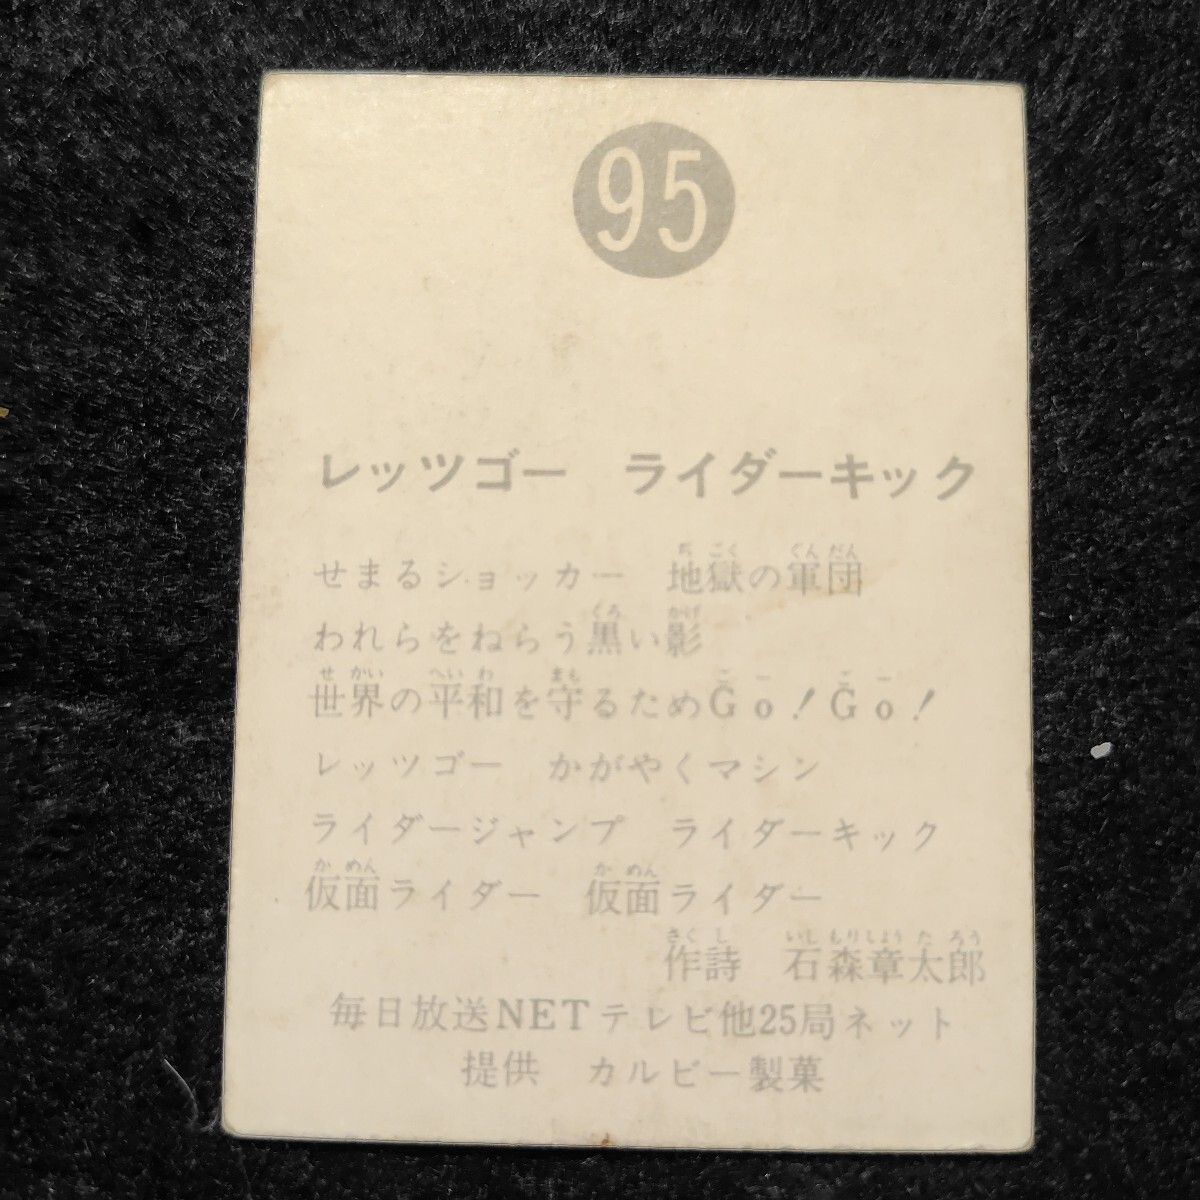 95
レッツゴー　ライダーキック
せまるショッカー　地獄の軍団
われらをねらう黒い影
世界の平和を守るためGo！Go！
レッツゴー　かがやくマシン
ライダージャンプ　ライダーキック
仮面ライダー　仮面ライダー
作詩　石森章太郎
毎日放送NETテレビ他25局ネット
提供　カルビー製菓